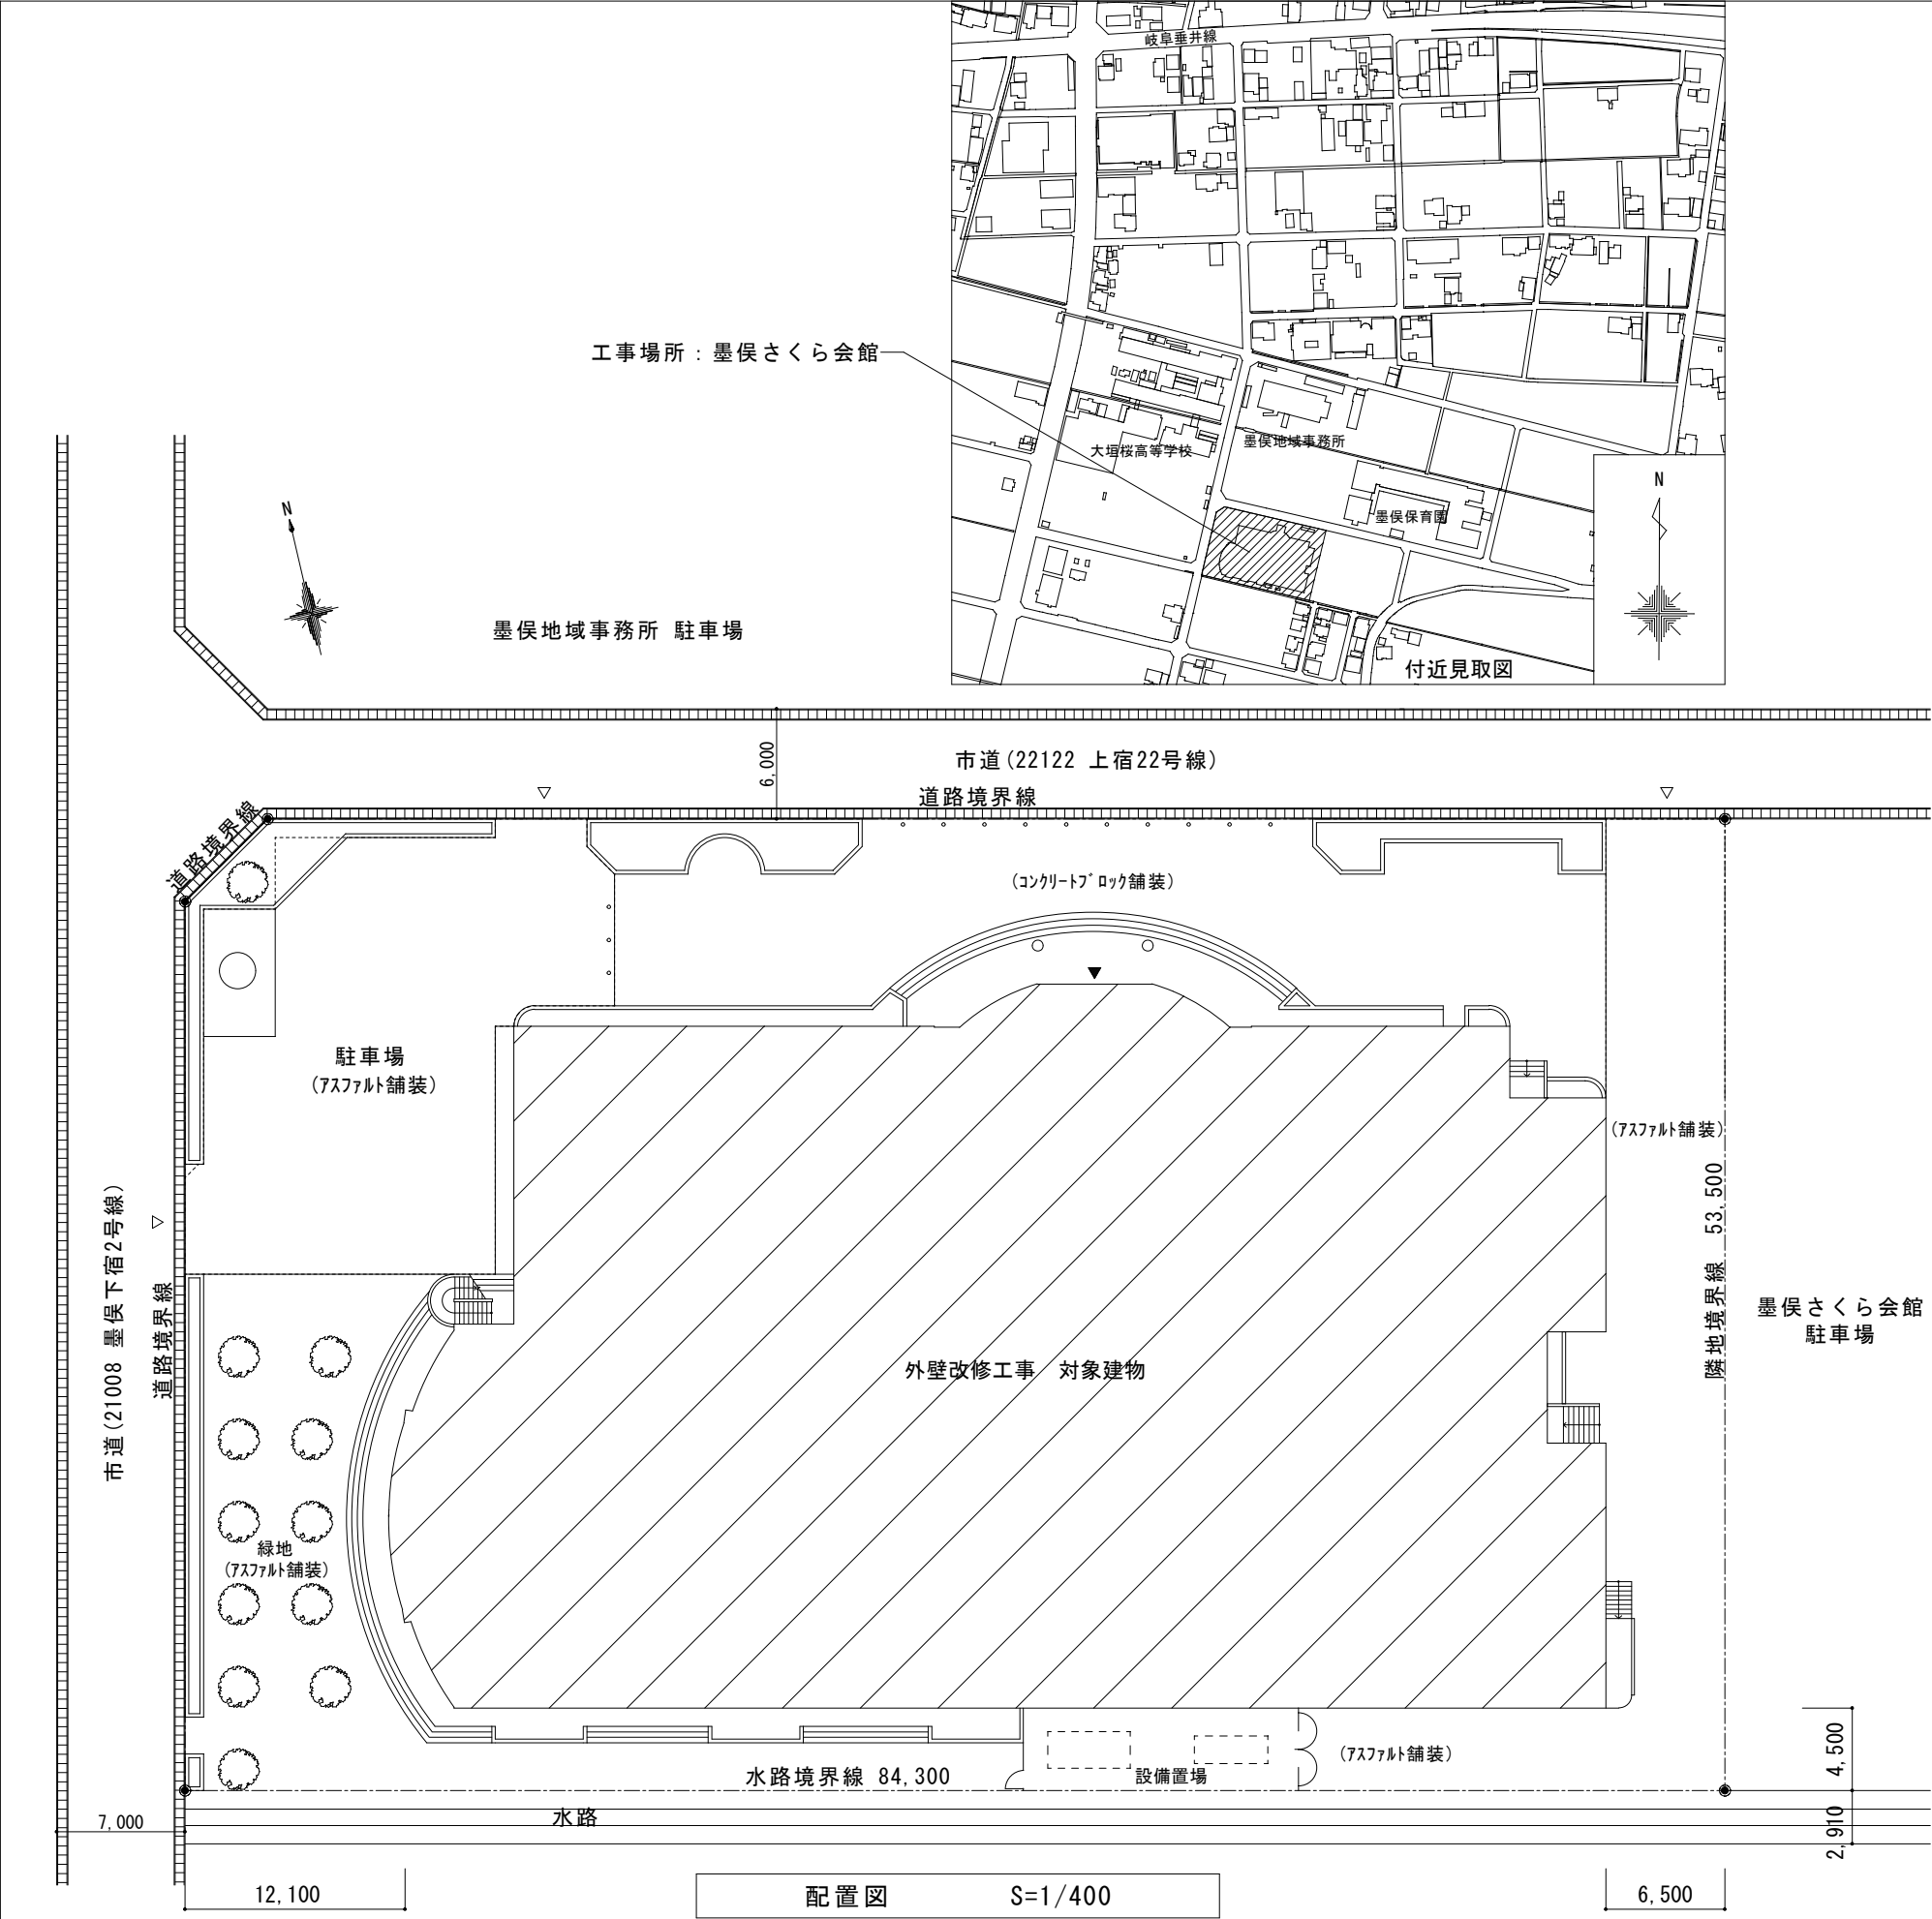 岐阜垂井線
工事場所：墨俣さくら会館
大垣桜高等学校
墨俣地域事務所
墨俣保育園
N
付近見取図
N
墨俣地域事務所 駐車場
6,000
市道(22122 上宿22号線)
道路境界線
道路境界線
(ｺﾝｸﾘｰﾄﾌﾞﾛｯｸ舗装)
駐車場
(ｱｽﾌｧﾙﾄ舗装)
(ｱｽﾌｧﾙﾄ舗装)
市道(21008 墨俣下宿2号線)
道路境界線
隣地境界線 53,500
墨俣さくら会館
駐車場
外壁改修工事 対象建物
緑地
(ｱｽﾌｧﾙﾄ舗装)
(ｱｽﾌｧﾙﾄ舗装)
設備置場
水路境界線 84,300
水路
4,500
2,910
7,000
12,100
6,500
配置図 S=1/400